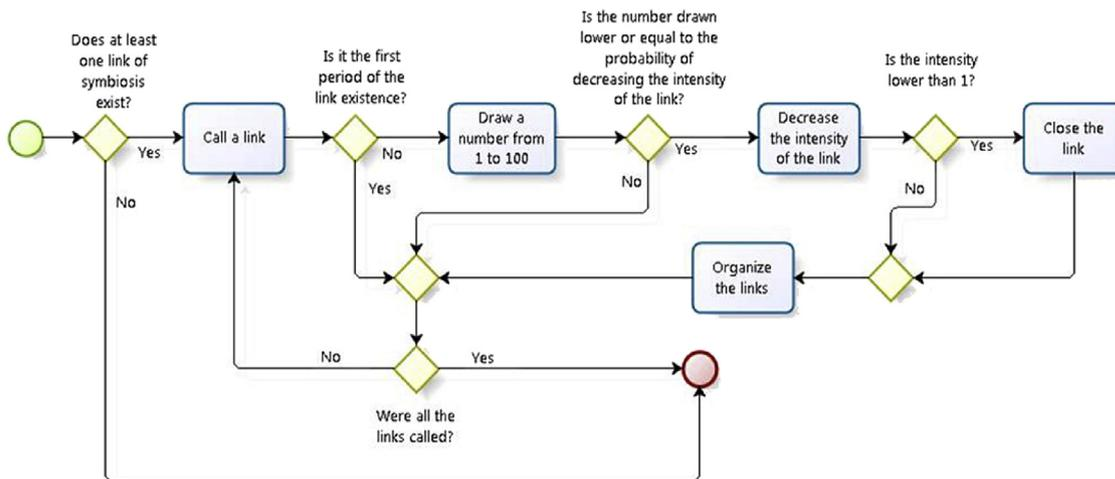 Does at least
one link of
symbiosis
exist?
Yes
No
Call a link
Is it the first
period of the
link existence?
No
Yes
Draw a
number from
1 to 100
Is the number drawn
lower or equal to the
probability of
decreasing the intensity
of the link?
Yes
No
Decrease
the intensity
of the link
Is the intensity
lower than 1?
Yes
No
Close the
link
Organize
the links
No
Yes
Were all the
links called?